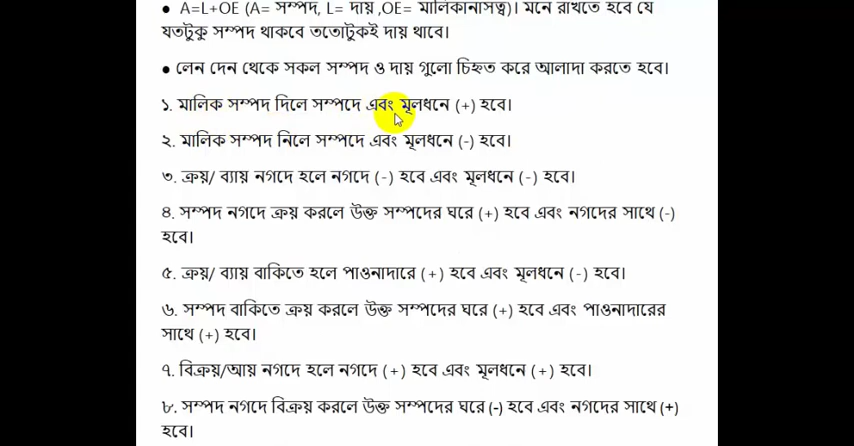 • A=L+OE (A= সম্পদ, L= দায় ,OE= মালিকানাসত্ব)। মনে রাখতে হবে যে
যতটুকু সম্পদ থাকবে ততোটুকই দায় থাবে।
• লেন দেন থেকে সকল সম্পদ ও দায় গুলো চিহ্নত করে আলাদা করতে হবে।
১. মালিক সম্পদ দিলে সম্পদে এবং মূলধনে (+) হবে।
২. মালিক সম্পদ নিলে সম্পদে এবং মূলধনে (-) হবে।
৩. ক্রয়/ ব্যায় নগদে হলে নগদে (-) হবে এবং মূলধনে (-) হবে।
৪. সম্পদ নগদে ক্রয় করলে উক্ত সম্পদের ঘরে (+) হবে এবং নগদের সাথে (-)
হবে।
৫. ক্রয়/ ব্যায় বাকিতে হলে পাওনাদারে (+) হবে এবং মূলধনে (-) হবে।
৬. সম্পদ বাকিতে ক্রয় করলে উক্ত সম্পদের ঘরে (+) হবে এবং পাওনাদারের
সাথে (+) হবে।
৭. বিক্রয়/আয় নগদে হলে নগদে (+) হবে এবং মূলধনে (+) হবে।
৮. সম্পদ নগদে বিক্রয় করলে উক্ত সম্পদের ঘরে (-) হবে এবং নগদের সাথে (+)
হবে।